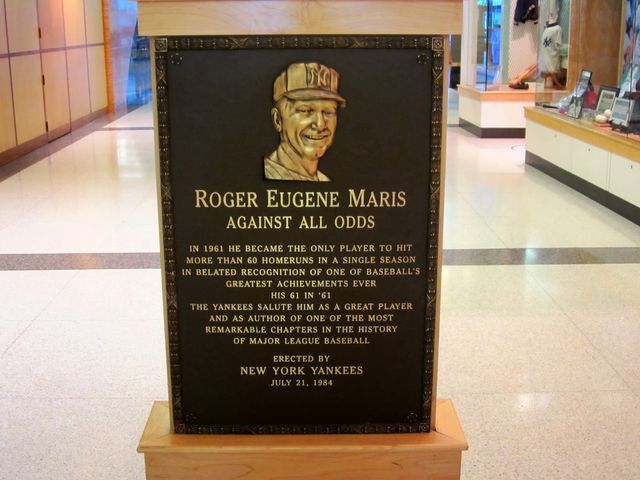 NY
ROGER EUGENE MARIS
AGAINST ALL ODDS
IN 1961 HE BECAME THE ONLY PLAYER TO HIT
MORE THAN 60 HOMERUNS IN A SINGLE SEASON
IN BELATED RECOGNITION OF ONE OF BASEBALL'S
GREATEST ACHIEVEMENTS EVER
HIS 61 IN '61
THE YANKEES SALUTE HIM AS A GREAT PLAYER
AND AS AUTHOR OF ONE OF THE MOST
REMARKABLE CHAPTERS IN THE HISTORY
OF MAJOR LEAGUE BASEBALL
ERECTED BY
NEW YORK YANKEES
JULY 21, 1984